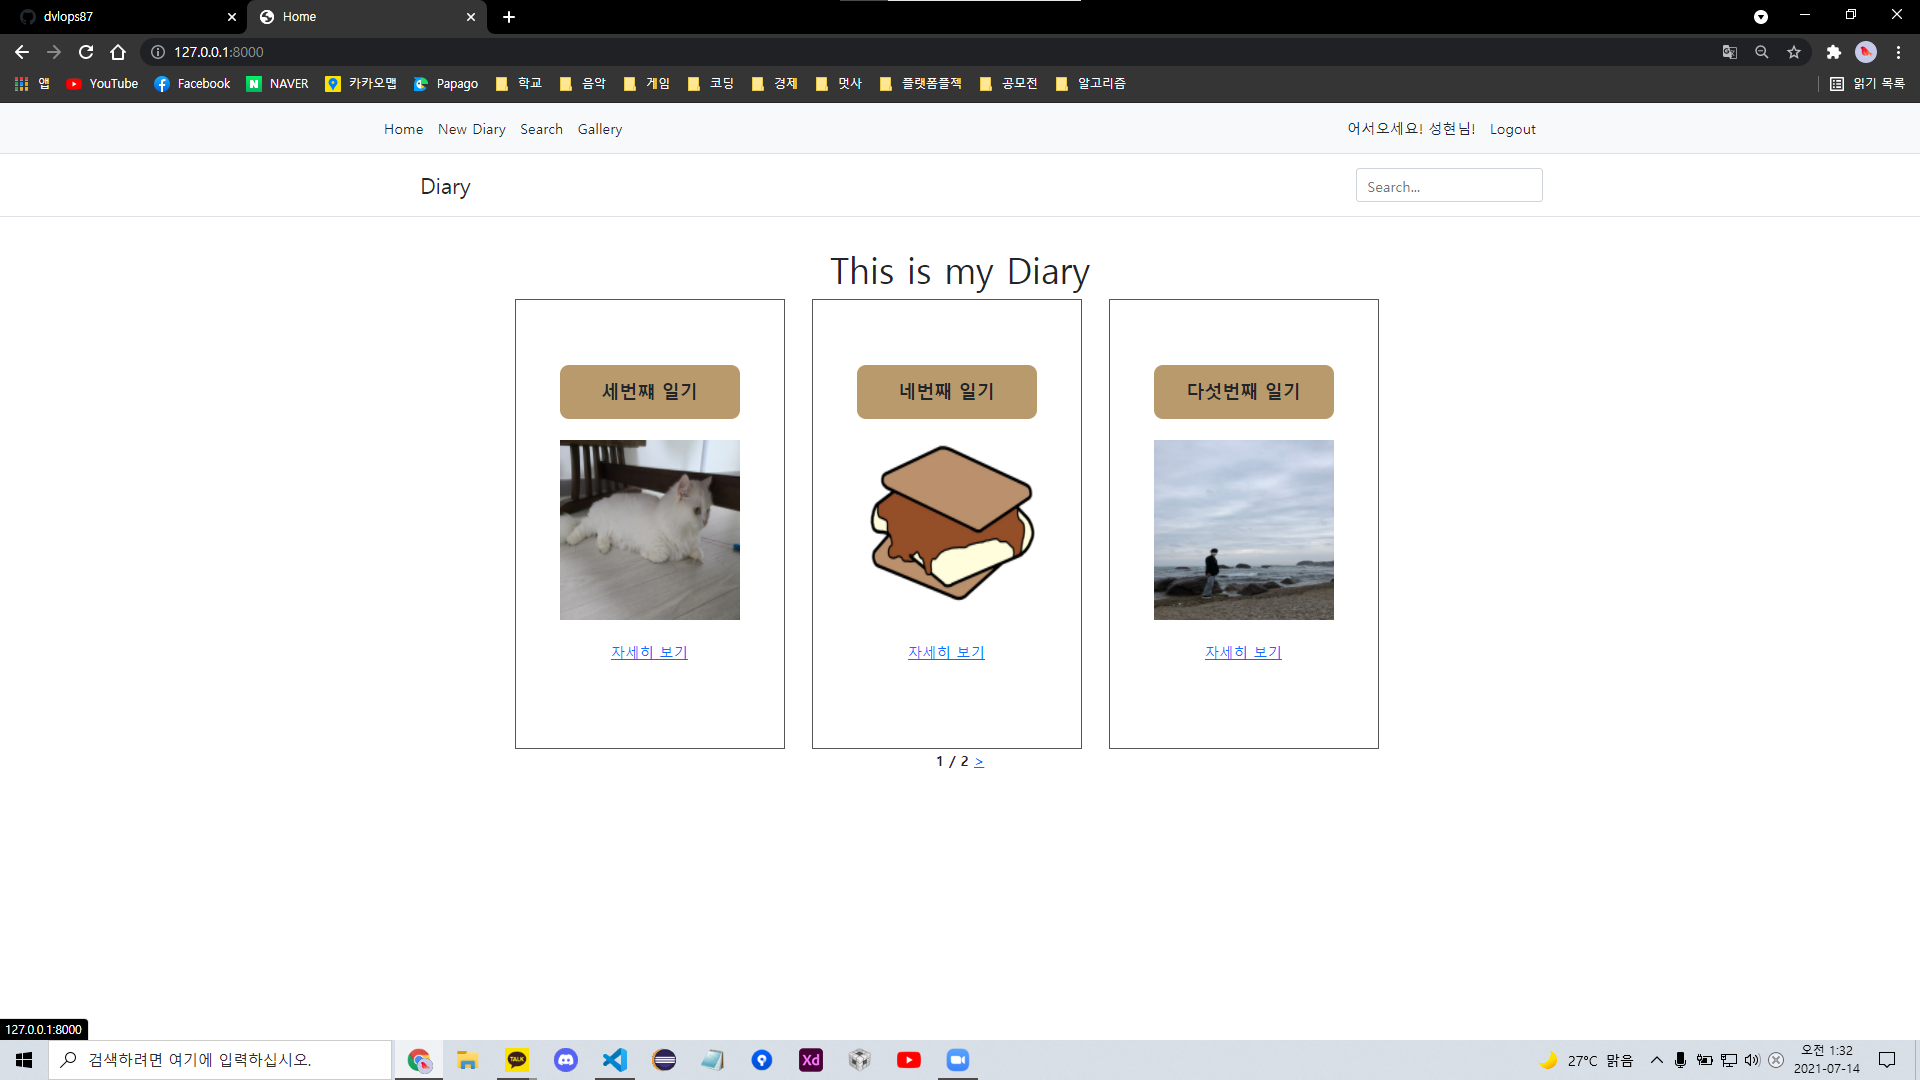 dvlops87
Home
127.0.0.1:8000
앱
YouTube
Facebook
NAVER
카카오맵
Papago
학교
음악
게임
코딩
경제
멋사
플랫폼플젝
공모전
알고리즘
읽기 목록
Home New Diary Search Gallery
어서오세요! 성현님! Logout
Diary
Search...
This is my Diary
세번쨰 일기
네번째 일기
다섯번째 일기
자세히 보기
자세히 보기
자세히 보기
1 / 2 >
127.0.0.1:8000
검색하려면 여기에 입력하십시오.
TALK
Xd
27°C 맑음
오전 1:32
2021-07-14